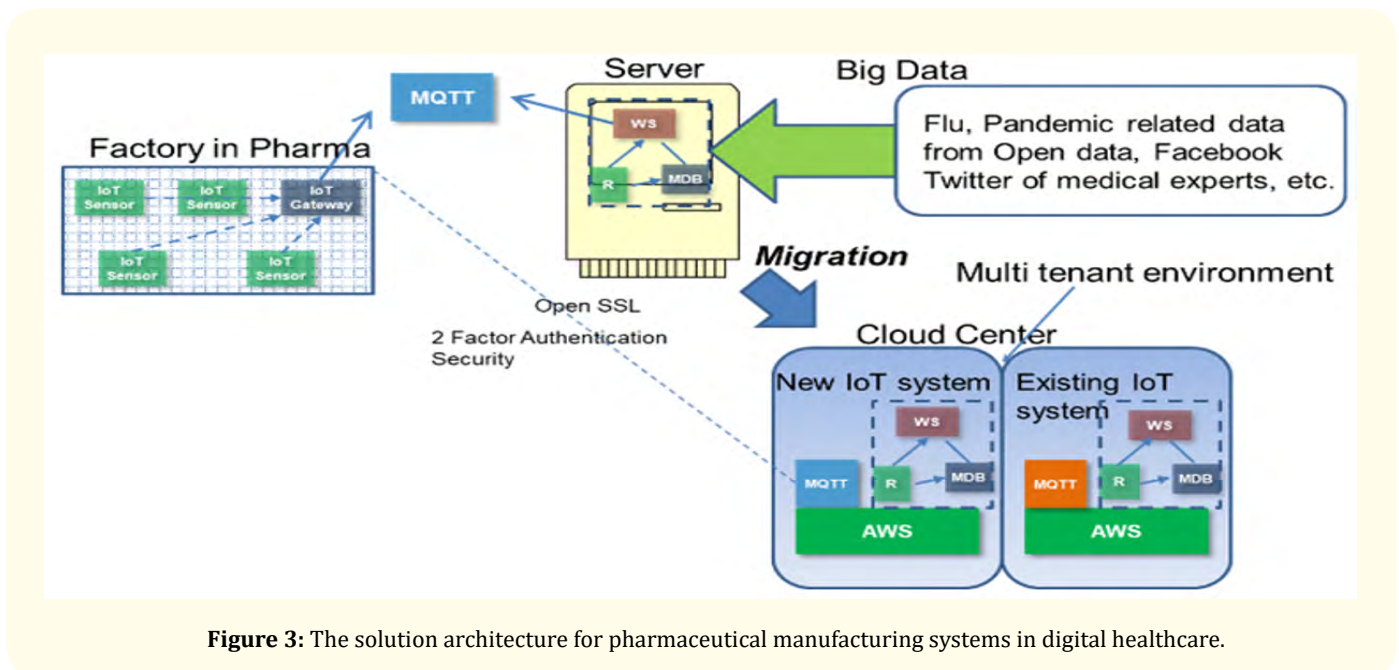 Server
Big Data
MQTT
WS
R
MDB
Flu, Pandemic related data
from Open data, Facebook
Twitter of medical experts, etc.
Factory in Pharma
IoT
Sensor
IoT
Sensor
IoT
Gateway
IoT
Sensor
IoT
Sensor
Migration
Multi tenant environment
Open SSL
2 Factor Authentication
Security
Cloud Center
New IoT system
WS
MQTT
R
MDB
AWS
Existing IoT
system
WS
MQTT
R
MDB
AWS
Figure 3: The solution architecture for pharmaceutical manufacturing systems in digital healthcare.